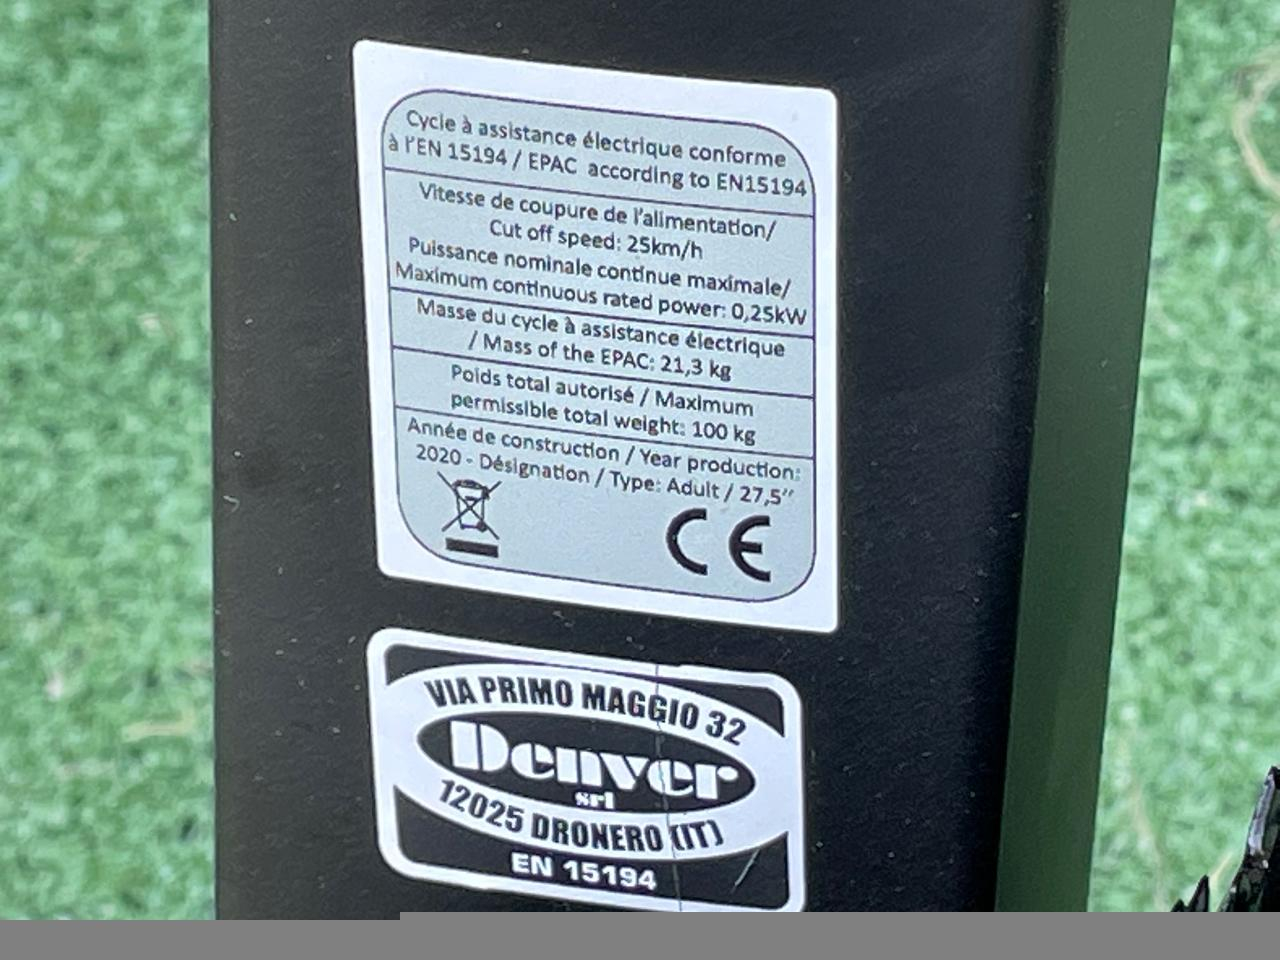 Cycle à assistance électrique conforme
à l'EN 15194 / EPAC according to EN15194
Vitesse de coupure de l'alimentation/
Cut off speed: 25km/h
Puissance nominale continue maximale/
Maximum continuous rated power: 0,25kW
Masse du cycle à assistance électrique
/ Mass of the EPAC: 21,3 kg
Poids total autorisé / Maximum
permissible total weight: 100 kg
Année de construction / Year production:
2020 - Désignation / Type: Adult / 27,5’’
CE
VIA PRIMO MAGGIO 32
Denver
srl
12025 DRONERO (IT)
EN 15194